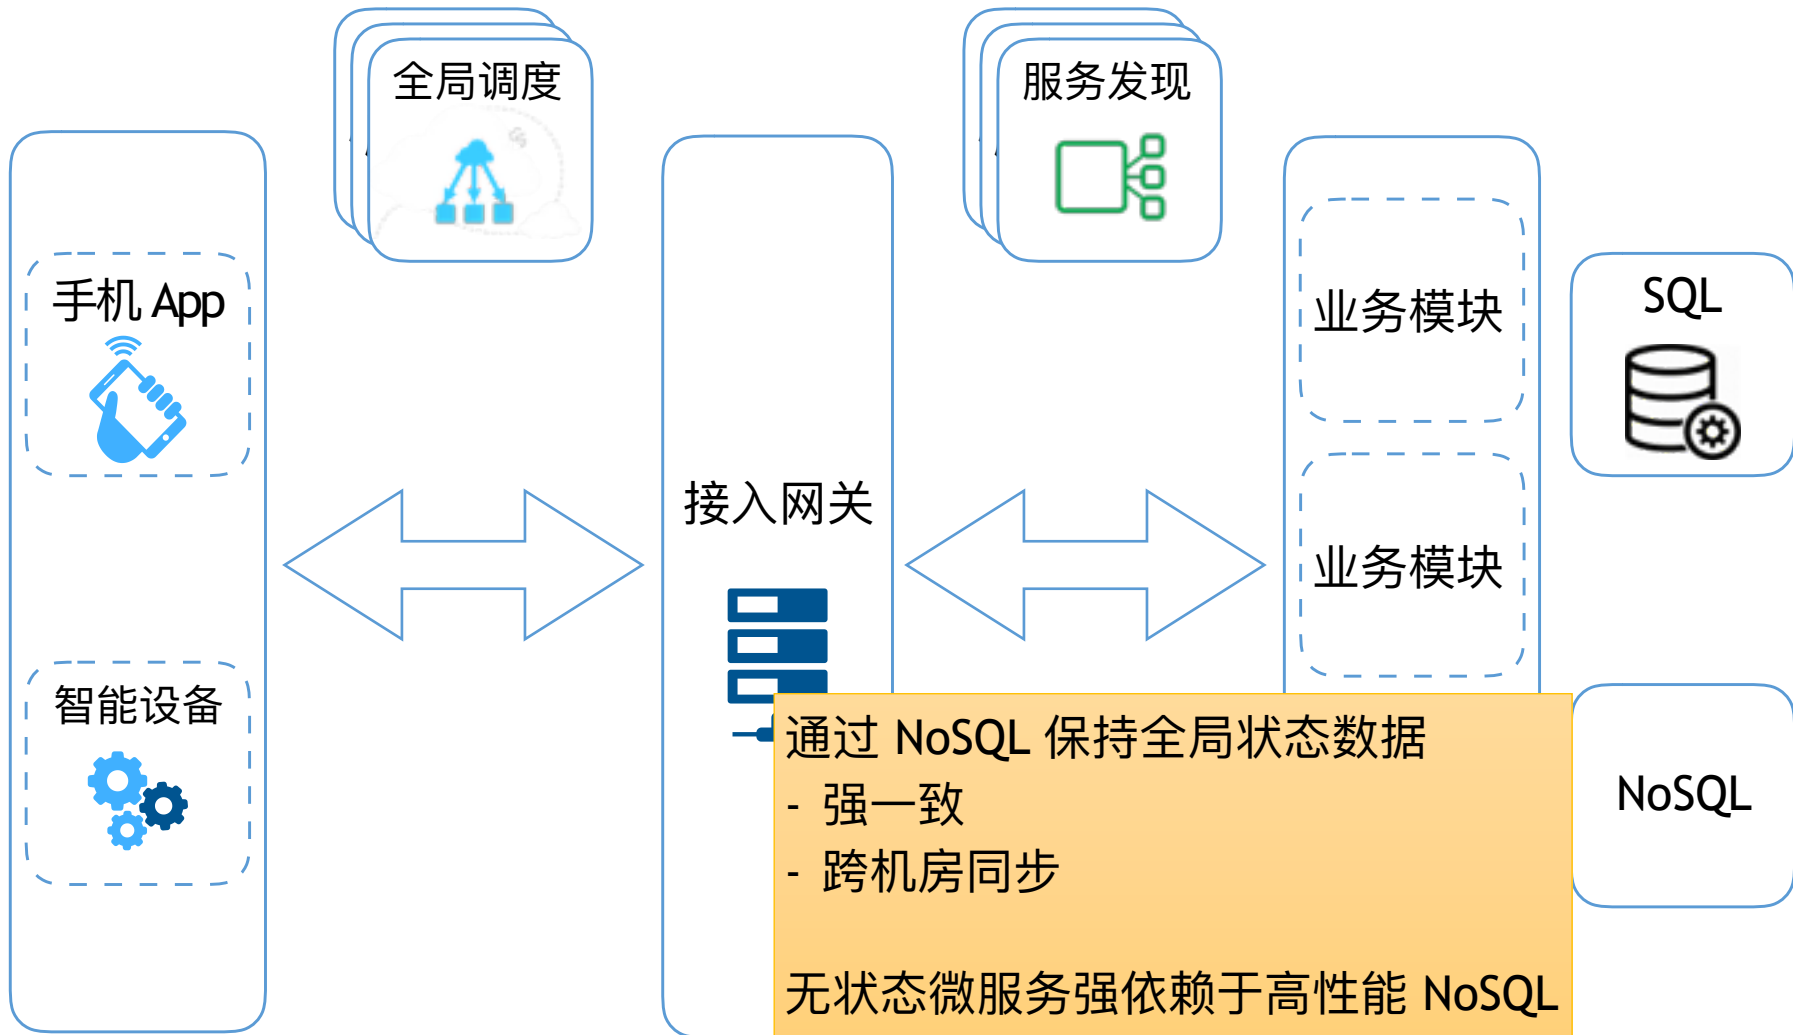 全局调度
服务发现
手机 App
业务模块
SQL
接入网关
业务模块
智能设备
通过 NoSQL 保持全局状态数据
- 强一致
- 跨机房同步
NoSQL
无状态微服务强依赖于高性能 NoSQL